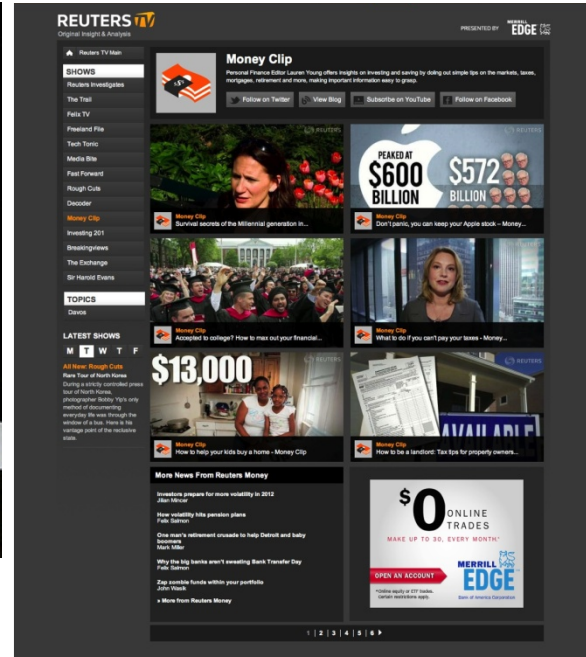 REUTERS TV
Original Insight & Analysis
PRESENTED BY
MERRILL
EDGE
Reuters TV Main
SHOWS
Reuters Investigates
The Trail
Felix TV
Freeland File
Tech Tonic
Media Bite
Fast Forward
Rough Cuts
Decoder
Money Clip
Investing 201
Breakingviews
The Exchange
Sir Harold Evans
TOPICS
Davos
LATEST SHOWS
M T W T F
All New: Rough Cuts
Rare Tour of North Korea
During a strictly controlled press
tour of North Korea,
photographer Bobby Yip's only
method of documenting
everyday life was through the
window of a bus. Here is his
vantage point of the reclusive
state.
Money Clip
Personal Finance Editor Lauren Young offers insights on investing and saving by doling out simple tips on the markets, taxes,
mortgages, retirement and more, making important information easy to grasp.
Follow on Twitter
View Blog
Subscribe on YouTube
Follow on Facebook
REUTERS
Money Clip
Survival secrets of the Millennial generation in...
PEAKED AT
$600
BILLION
$572
BILLION
REUTERS
Money Clip
Don't panic, you can keep your Apple stock – Money...
Money Clip
Accepted to college? How to max out your financial...
Money Clip
What to do if you can't pay your taxes - Money...
$13,000
REUTERS
Money Clip
How to help your kids buy a home - Money Clip
REUTERS
AVAILABLE
Money Clip
How to be a landlord: Tax tips for property owners...
More News From Reuters Money
Investors prepare for more volatility in 2012
Jilian Mincer
How volatility hits pension plans
Felix Salmon
One man's retirement crusade to help Detroit and baby
boomers
Mark Miller
Why the big banks aren't sweating Bank Transfer Day
Felix Salmon
Zap zombie funds within your portfolio
John Wasik
» More from Reuters Money
$0 ONLINE
TRADES
MAKE UP TO 30, EVERY MONTH.*
OPEN AN ACCOUNT
*Online equity or ETF trades.
Certain restrictions apply.
MERRILL
EDGE
Bank of America Corporation
1 | 2 | 3 | 4 | 5 | 6